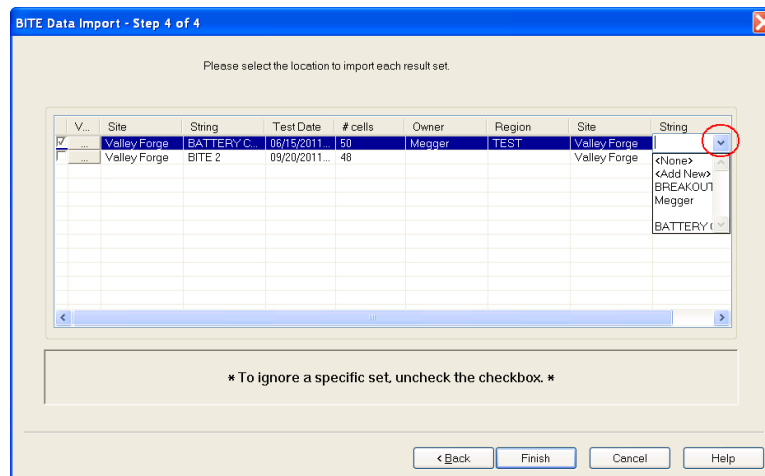 BITE Data Import - Step 4 of 4
Please select the location to import each result set.
V... Site String Test Date # cells Owner Region Site String
... Valley Forge BATTERY C... 06/15/2011... 50 Megger TEST Valley Forge
... Valley Forge BITE 2 09/20/2011... 48 Valley Forge
<None>
<Add New>
BREAKOUT
Megger
BATTERY
* To ignore a specific set, uncheck the checkbox. *
< Back Finish Cancel Help